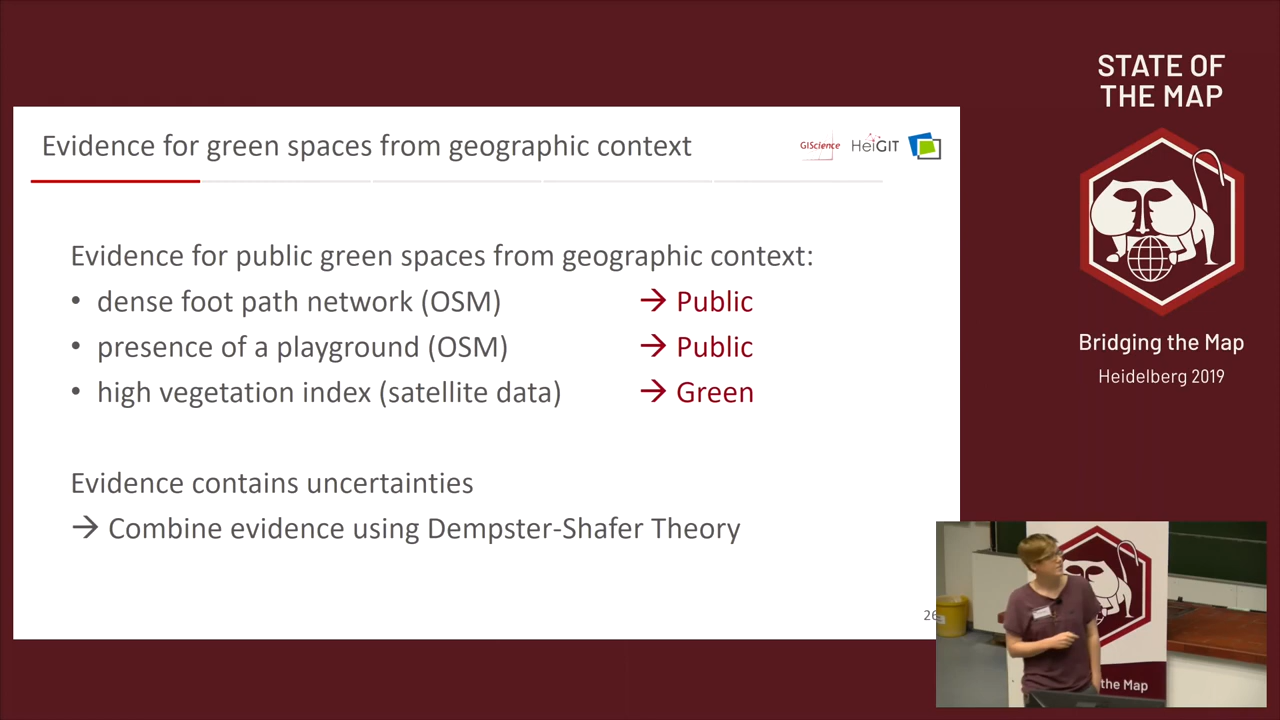 STATE OF
THE MAP
Evidence for green spaces from geographic context
GIScience
HeiGIT
Evidence for public green spaces from geographic context:
• dense foot path network (OSM) → Public
• presence of a playground (OSM) → Public
• high vegetation index (satellite data) → Green
Evidence contains uncertainties
→ Combine evidence using Dempster-Shafer Theory
26
Bridging the Map
Heidelberg 2019
the Map